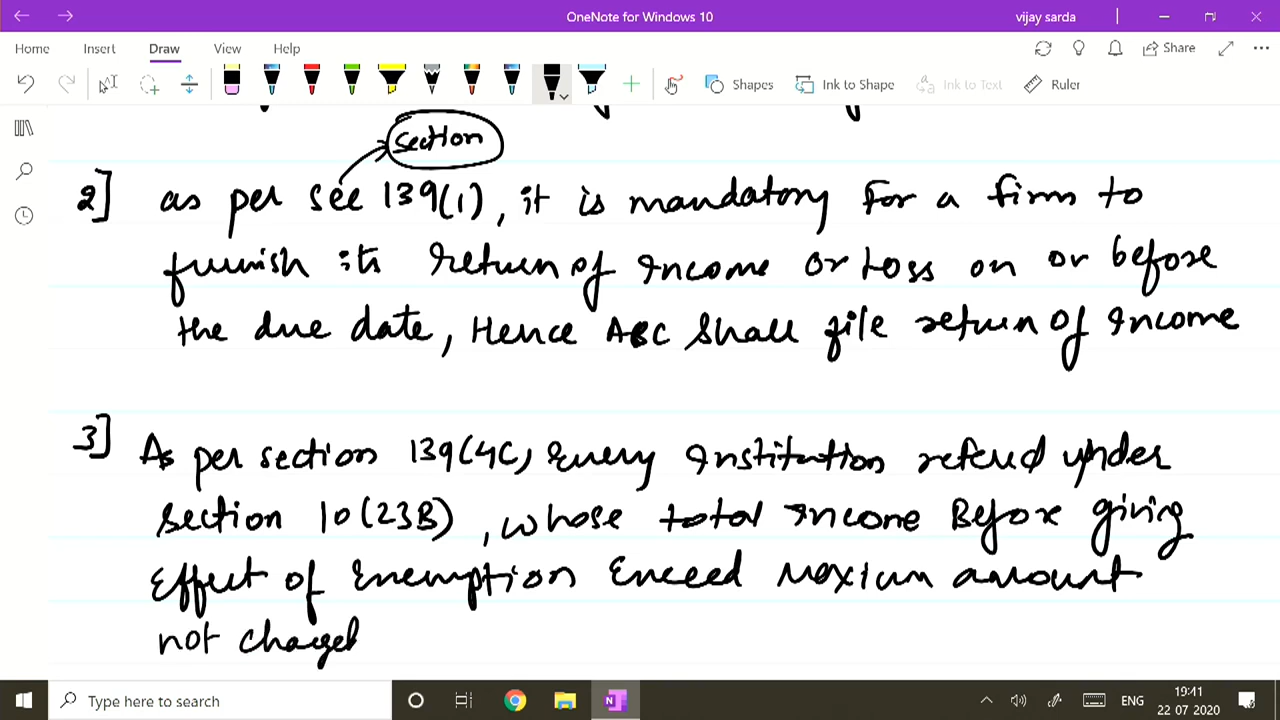 OneNote for Windows 10
vijay sarda
Home Insert Draw View Help
Share
Shapes
Ink to Shape
Ink to Text
Ruler
section
2] as per sec 139(1), it is mandatory for a firm to
furnish its return of income or loss on or before
the due date, Hence ABC shall file return of income
3] As per section 139(4C, Every institution refered under
section 10(23B), whose total income Before giving
Effect of Exemption Exceed Maxium amount
not chargel
Type here to search
ENG
19:41
22-07-2020